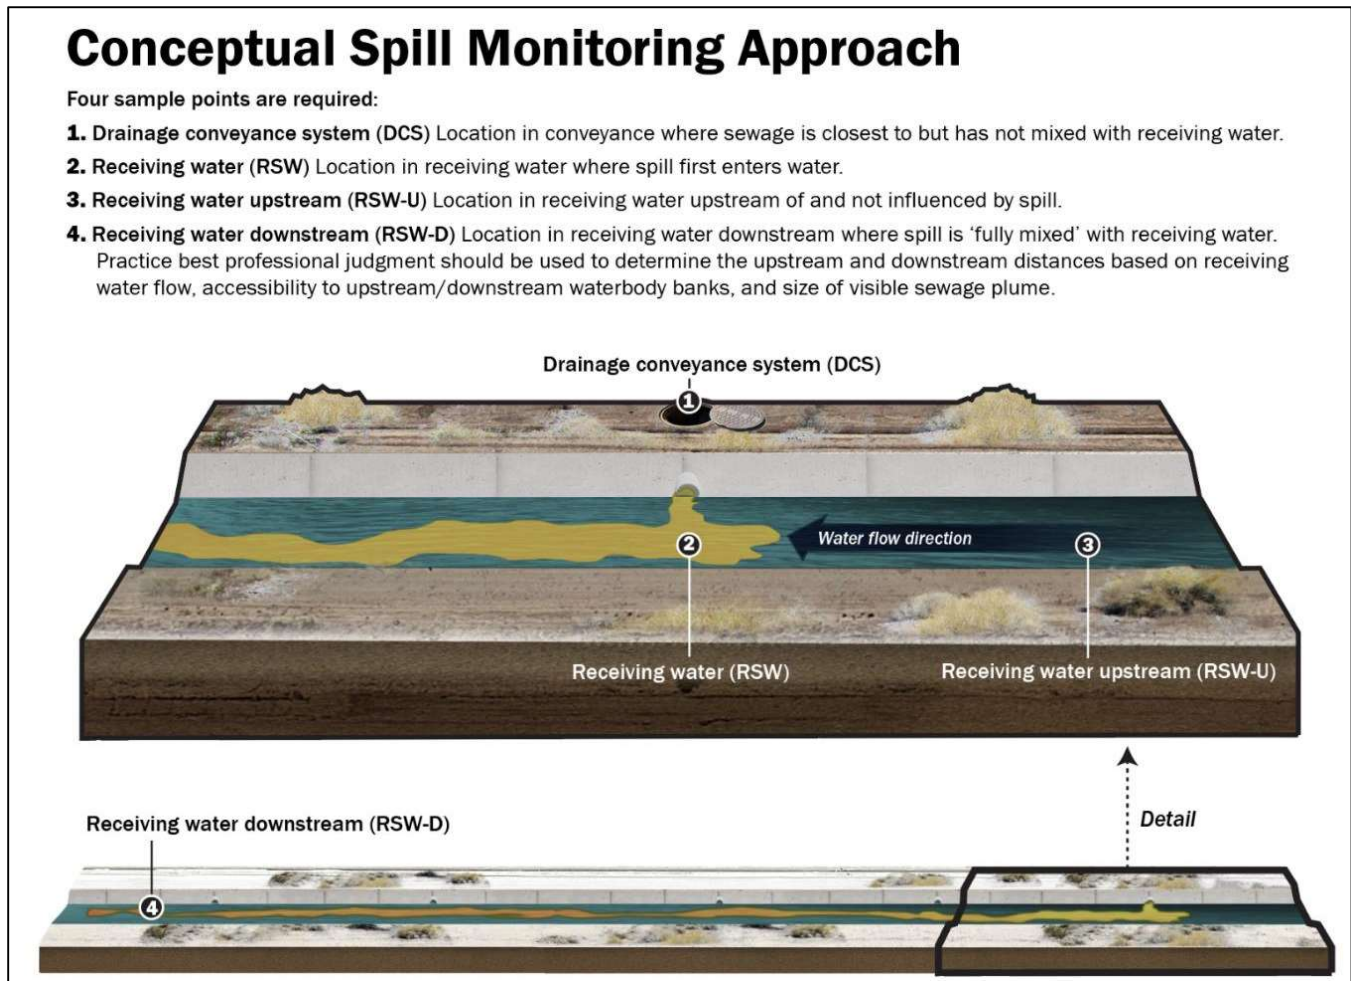 Conceptual Spill Monitoring Approach
Four sample points are required:
1. Drainage conveyance system (DCS) Location in conveyance where sewage is closest to but has not mixed with receiving water.
2. Receiving water (RSW) Location in receiving water where spill first enters water.
3. Receiving water upstream (RSW-U) Location in receiving water upstream of and not influenced by spill.
4. Receiving water downstream (RSW-D) Location in receiving water downstream where spill is ‘fully mixed’ with receiving water.
Practice best professional judgment should be used to determine the upstream and downstream distances based on receiving
water flow, accessibility to upstream/downstream waterbody banks, and size of visible sewage plume.
Drainage conveyance system (DCS)
1
2
Water flow direction
3
Receiving water (RSW)
Receiving water upstream (RSW-U)
Detail
Receiving water downstream (RSW-D)
4